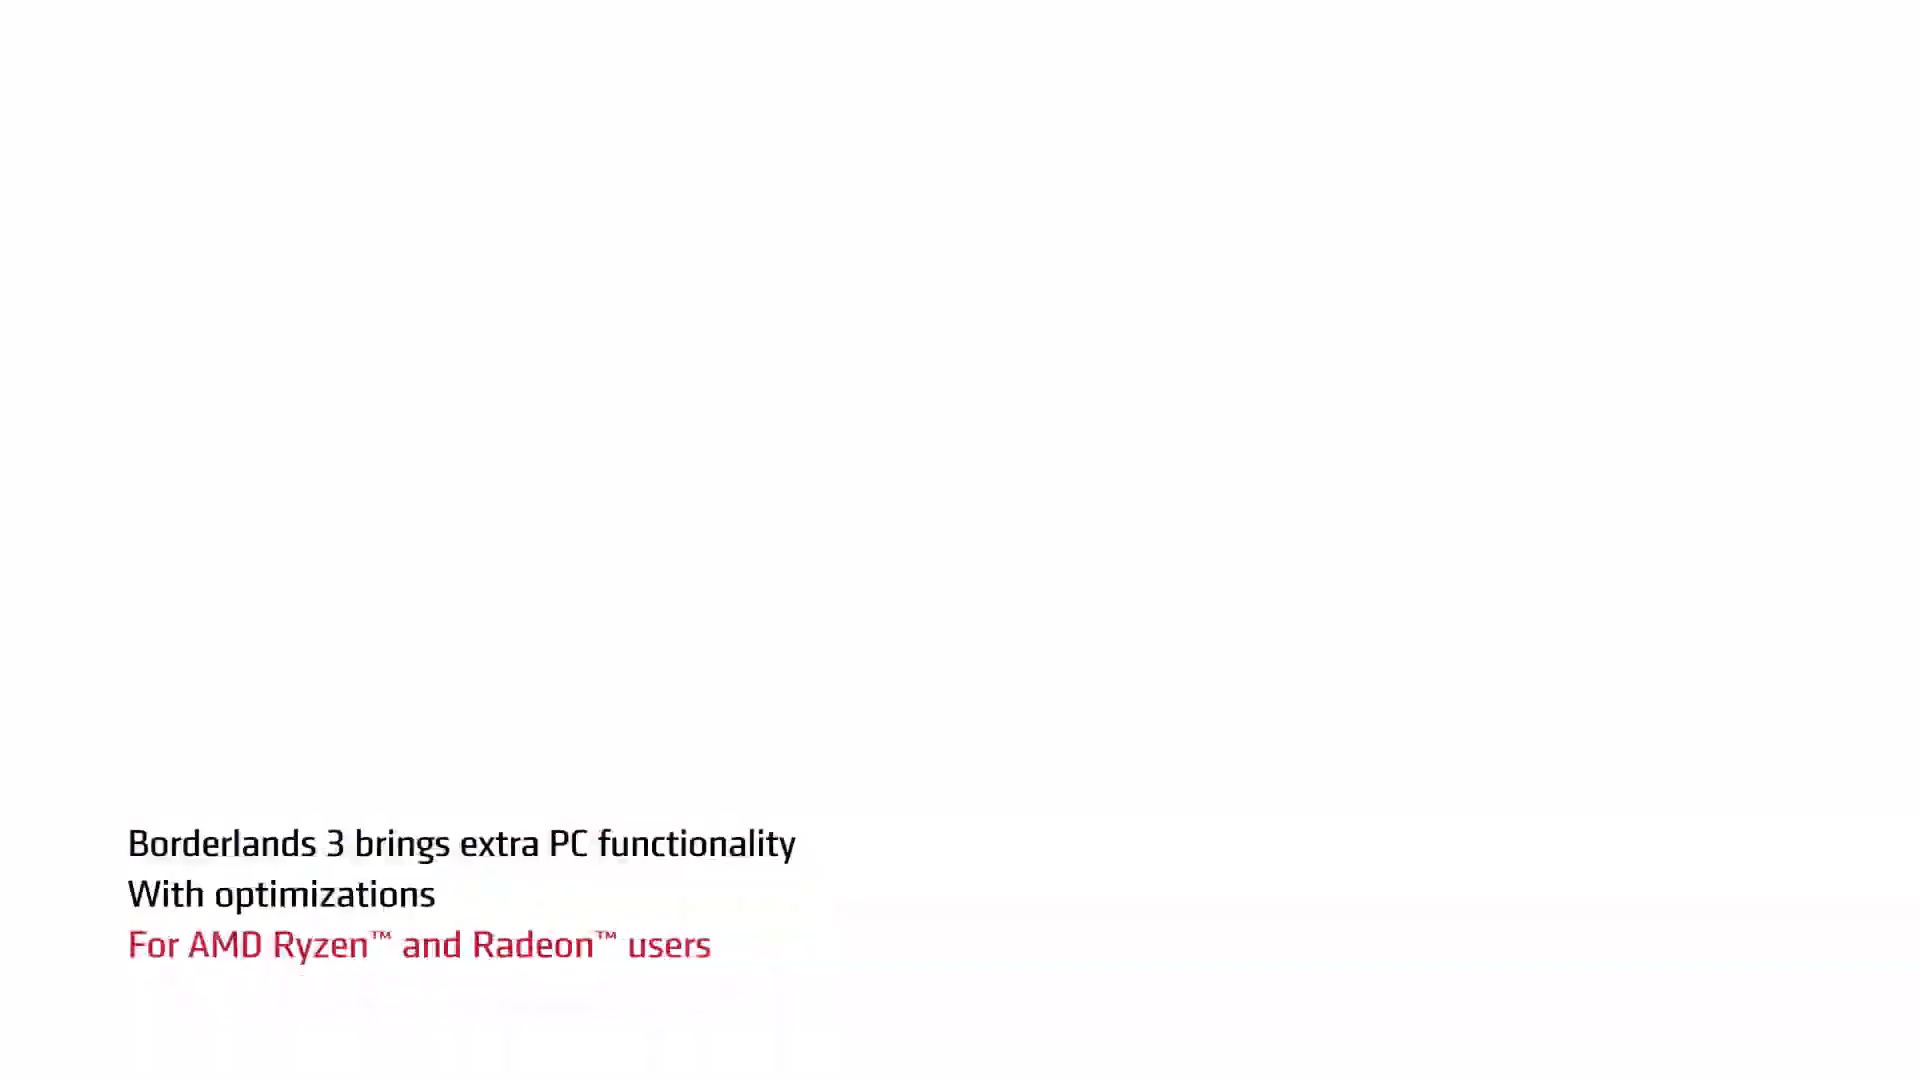 Borderlands 3 brings extra PC functionality
With optimizations
For AMD Ryzen™ and Radeon™ users